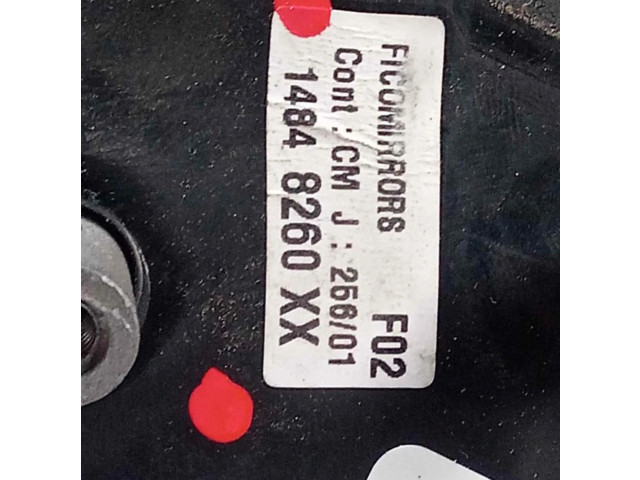 FICOMIRRORS F02
Cont : CM J : 256/01
1484 8260 XX